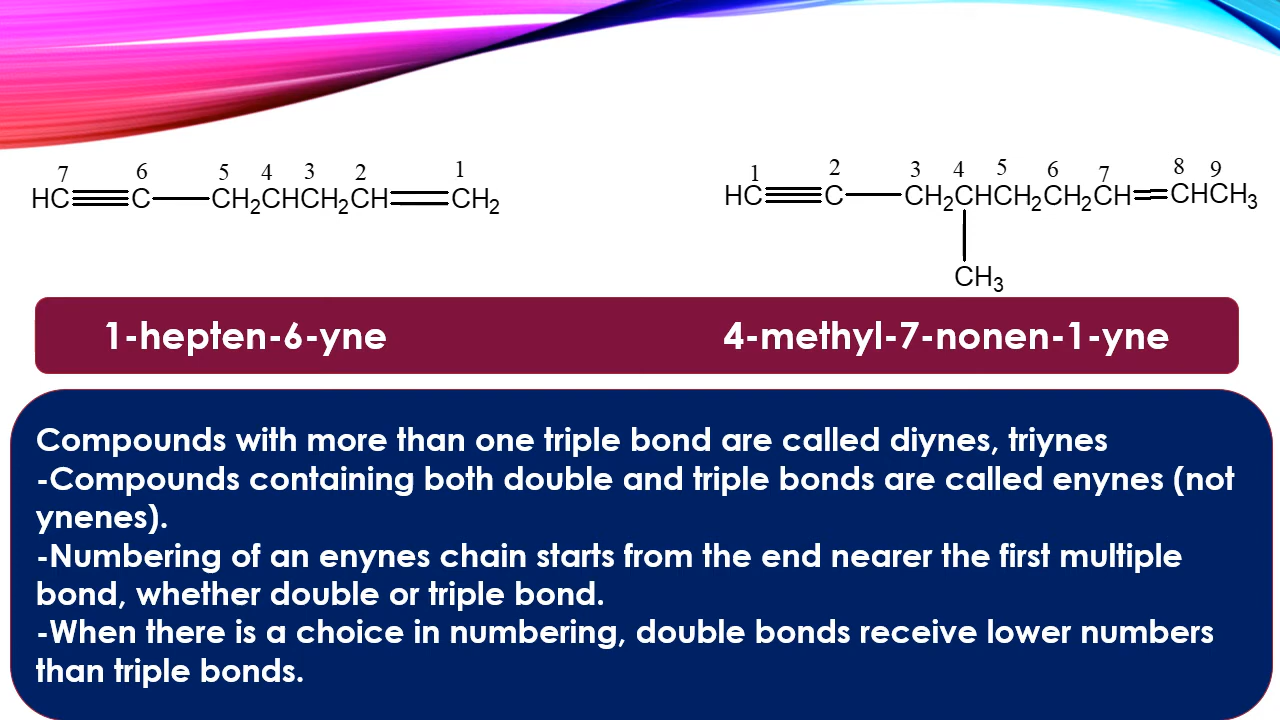 7 6 5 4 3 2 1
HC≡C—CH₂CHCH₂CH=CH₂
1 2 3 4 5 6 7 8 9
HC≡C—CH₂CHCH₂CH₂CH=CHCH₃
CH₃
1-hepten-6-yne
4-methyl-7-nonen-1-yne
Compounds with more than one triple bond are called diynes, triynes
-Compounds containing both double and triple bonds are called enynes (not
ynenes).
-Numbering of an enynes chain starts from the end nearer the first multiple
bond, whether double or triple bond.
-When there is a choice in numbering, double bonds receive lower numbers
than triple bonds.